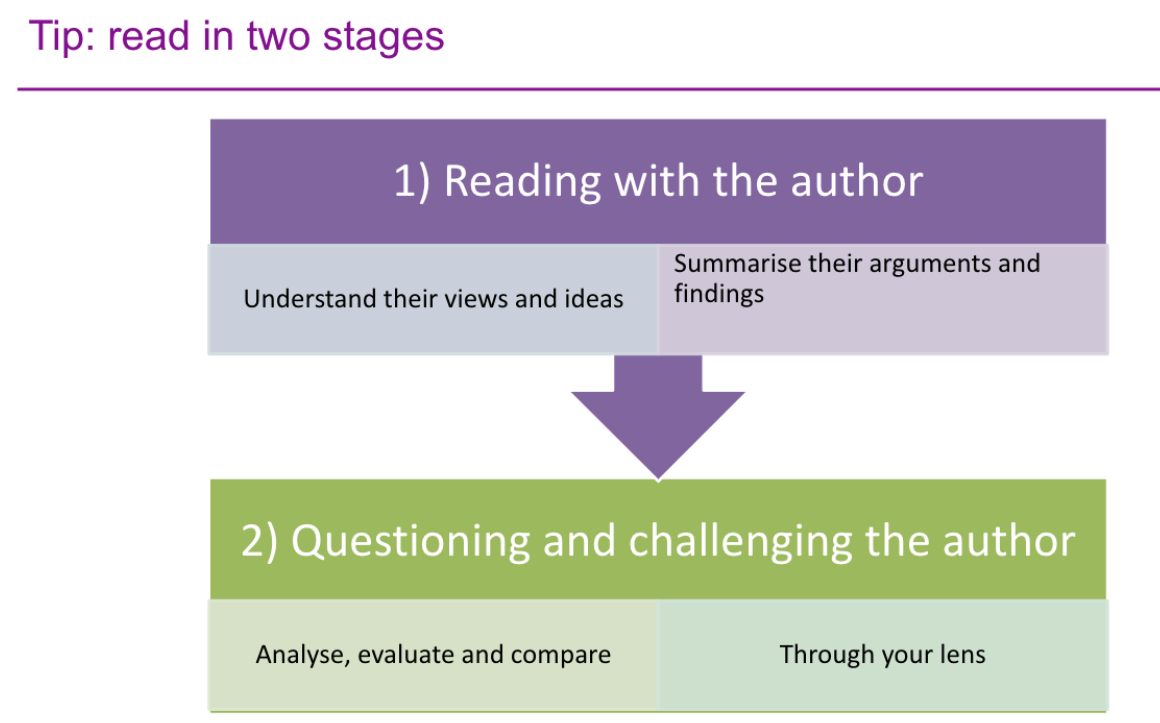 Tip: read in two stages
1) Reading with the author
Understand their views and ideas
Summarise their arguments and
findings
2) Questioning and challenging the author
Analyse, evaluate and compare
Through your lens